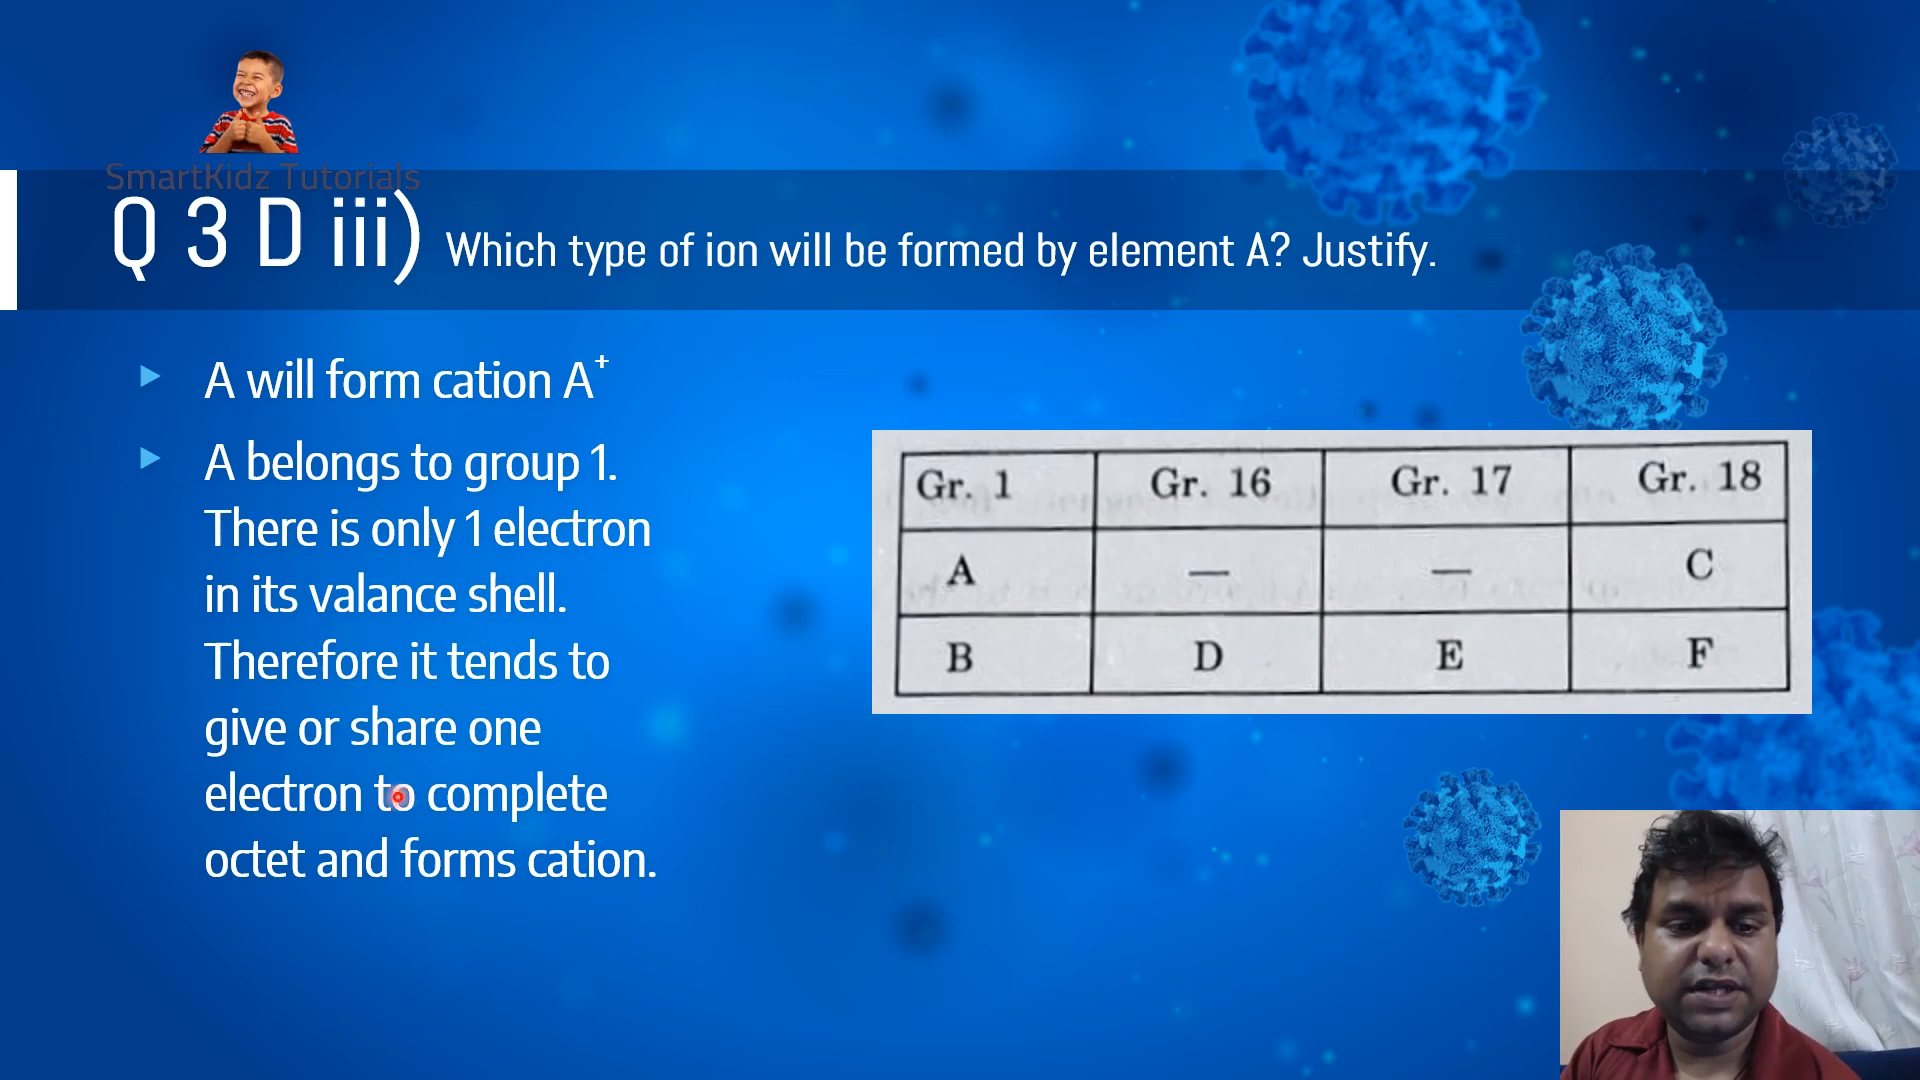 SmartKidz Tutorials
Q 3 D iii) Which type of ion will be formed by element A? Justify.
A will form cation A⁺
A belongs to group 1.
There is only 1 electron
in its valance shell.
Therefore it tends to
give or share one
electron to complete
octet and forms cation.
Gr. 1 Gr. 16 Gr. 17 Gr. 18
A — — C
B D E F